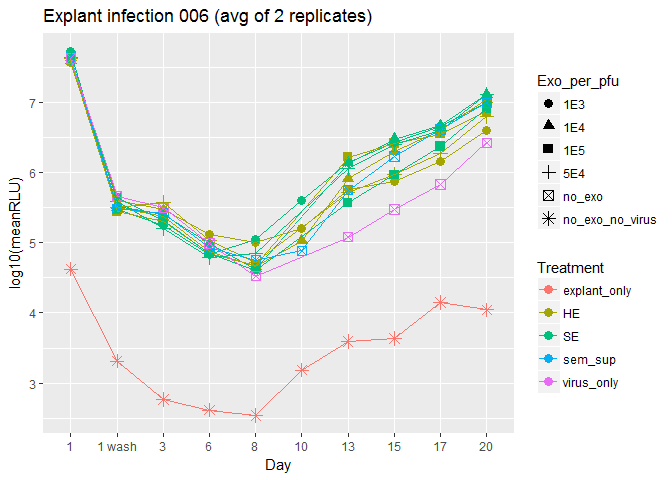 Explant infection 006 (avg of 2 replicates)
log10(meanRLU)
7
6
5
4
3
1
1 wash
3
6
8
10
13
15
17
20
Day
Exo_per_pfu
1E3
1E4
1E5
5E4
no_exo
no_exo_no_virus
Treatment
explant_only
HE
SE
sem_sup
virus_only